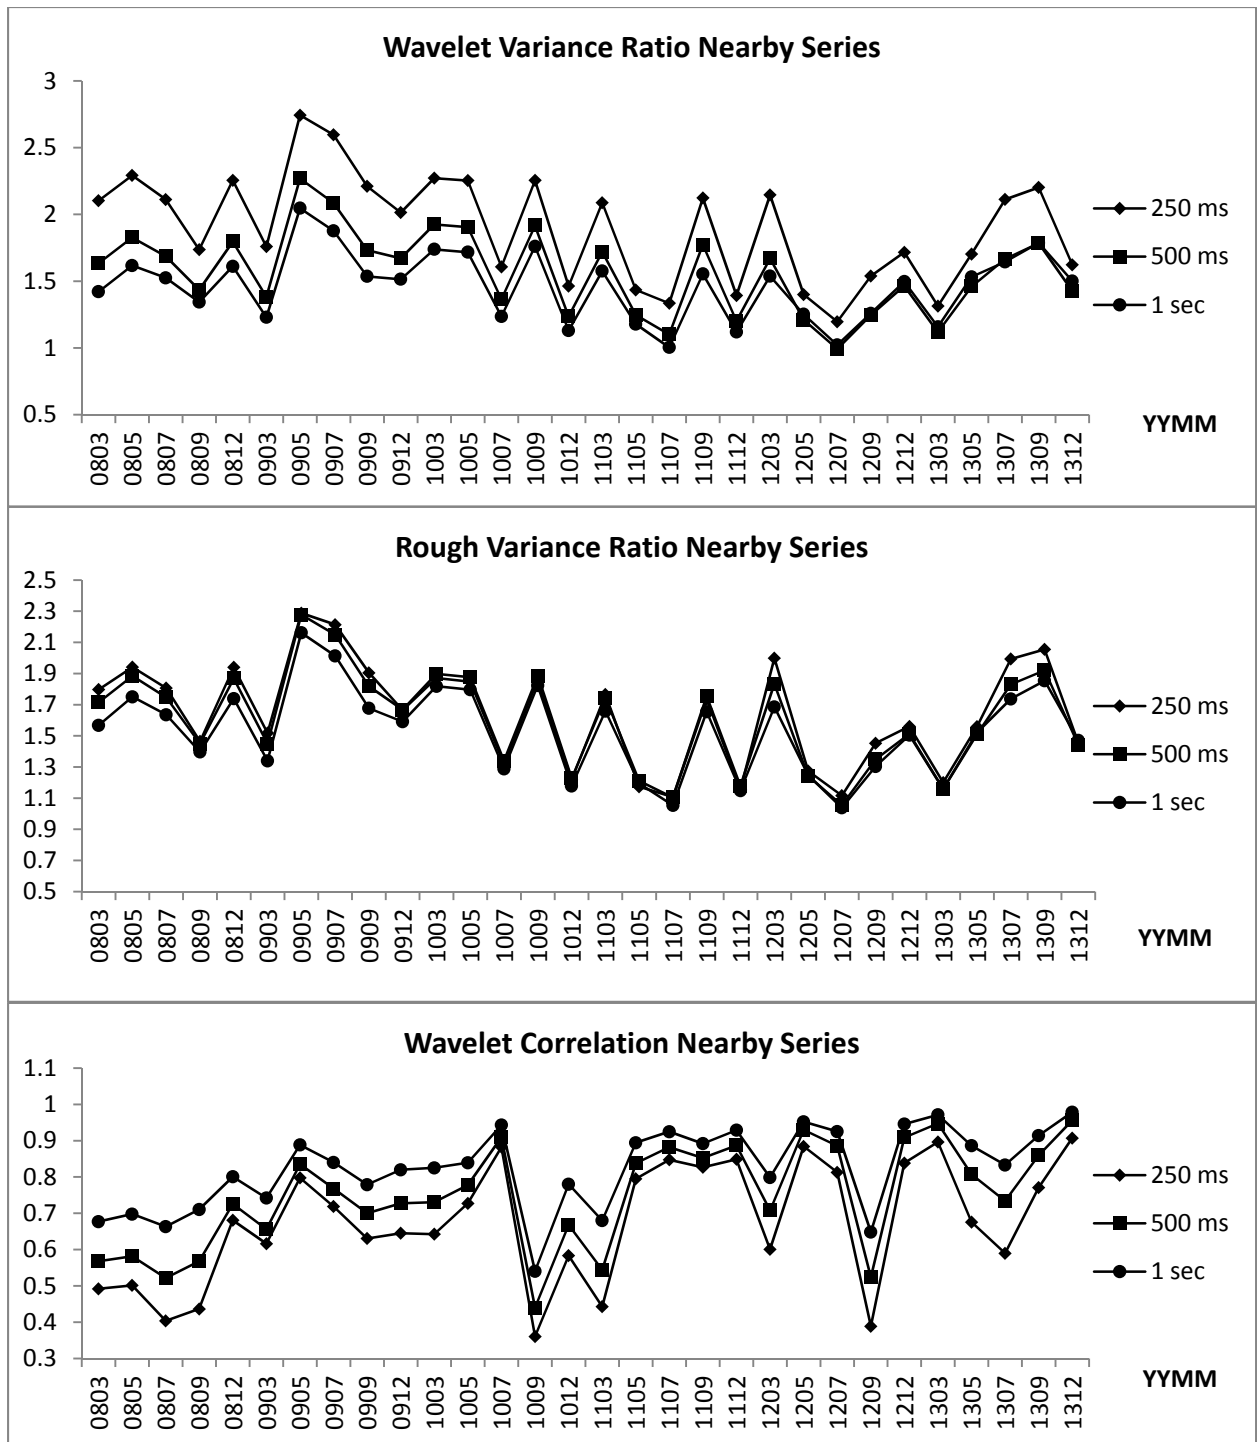 Wavelet Variance Ratio Nearby Series
3
2.5
2
1.5
1
0.5
250 ms
500 ms
1 sec
YYMM
0803 0805 0807 0809 0812 0903 0905 0907 0909 0912 1003 1005 1007 1009 1012 1103 1105 1107 1109 1112 1203 1205 1207 1209 1212 1303 1305 1307 1309 1312
Rough Variance Ratio Nearby Series
2.5
2.3
2.1
1.9
1.7
1.5
1.3
1.1
0.9
0.7
0.5
250 ms
500 ms
1 sec
YYMM
0803 0805 0807 0809 0812 0903 0905 0907 0909 0912 1003 1005 1007 1009 1012 1103 1105 1107 1109 1112 1203 1205 1207 1209 1212 1303 1305 1307 1309 1312
Wavelet Correlation Nearby Series
1.1
1
0.9
0.8
0.7
0.6
0.5
0.4
0.3
250 ms
500 ms
1 sec
YYMM
0803 0805 0807 0809 0812 0903 0905 0907 0909 0912 1003 1005 1007 1009 1012 1103 1105 1107 1109 1112 1203 1205 1207 1209 1212 1303 1305 1307 1309 1312